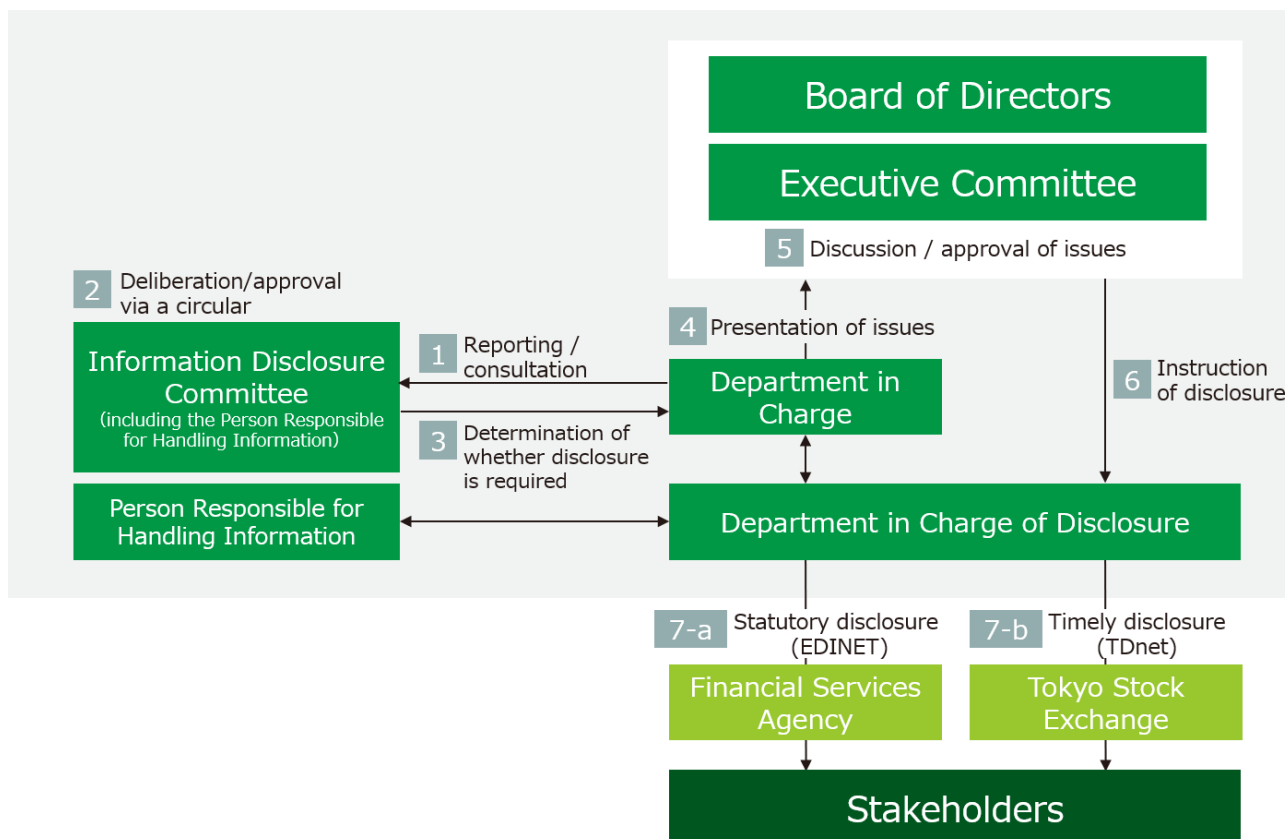 Board of Directors
Executive Committee
5 Discussion / approval of issues
2 Deliberation/approval
via a circular
4 Presentation of issues
1 Reporting /
consultation
Information Disclosure
Committee
(including the Person Responsible
for Handling Information)
Department in
Charge
6 Instruction
of disclosure
3 Determination of
whether disclosure
is required
Person Responsible for
Handling Information
Department in Charge of Disclosure
7-a Statutory disclosure
(EDINET)
7-b Timely disclosure
(TDnet)
Financial Services
Agency
Tokyo Stock
Exchange
Stakeholders